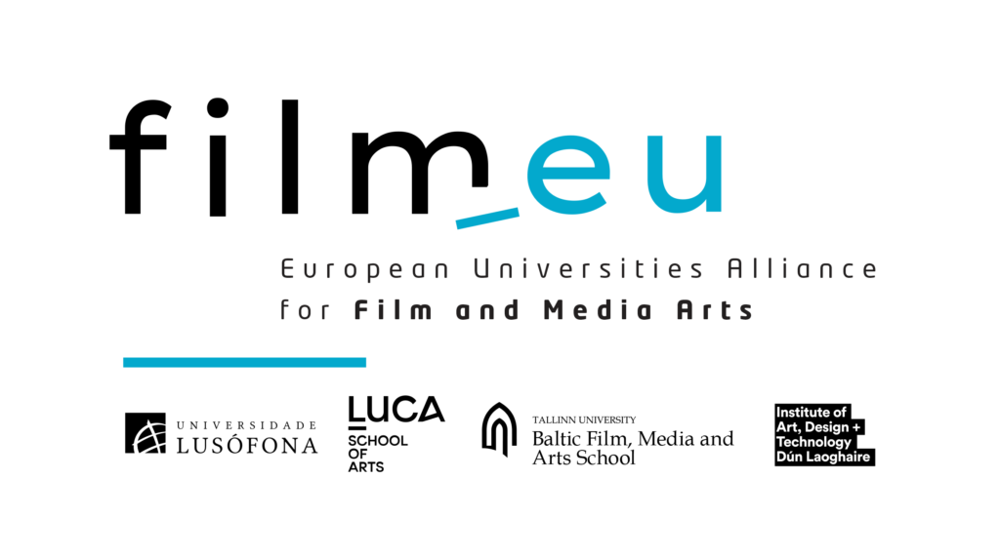 film_eu
European Universities Alliance
for Film and Media Arts
UNIVERSIDADE
LUSÓFONA
LUCA
SCHOOL
OF
ARTS
TALLINN UNIVERSITY
Baltic Film, Media and
Arts School
Institute of
Art, Design +
Technology
Dún Laoghaire